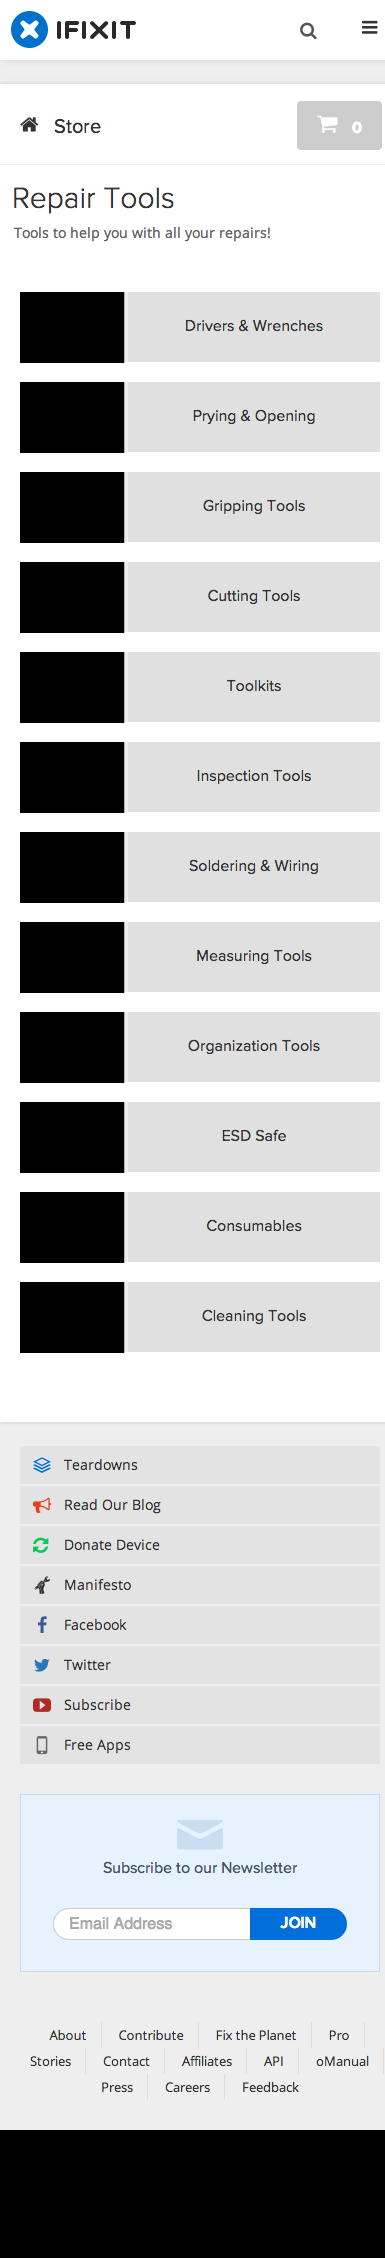 IFIXIT
Store
0
Repair Tools
Tools to help you with all your repairs!
Drivers & Wrenches
Prying & Opening
Gripping Tools
Cutting Tools
Toolkits
Inspection Tools
Soldering & Wiring
Measuring Tools
Organization Tools
ESD Safe
Consumables
Cleaning Tools
Teardowns
Read Our Blog
Donate Device
Manifesto
Facebook
Twitter
Subscribe
Free Apps
Subscribe to our Newsletter
Email Address JOIN
About Contribute Fix the Planet Pro
Stories Contact Affiliates API oManual
Press Careers Feedback